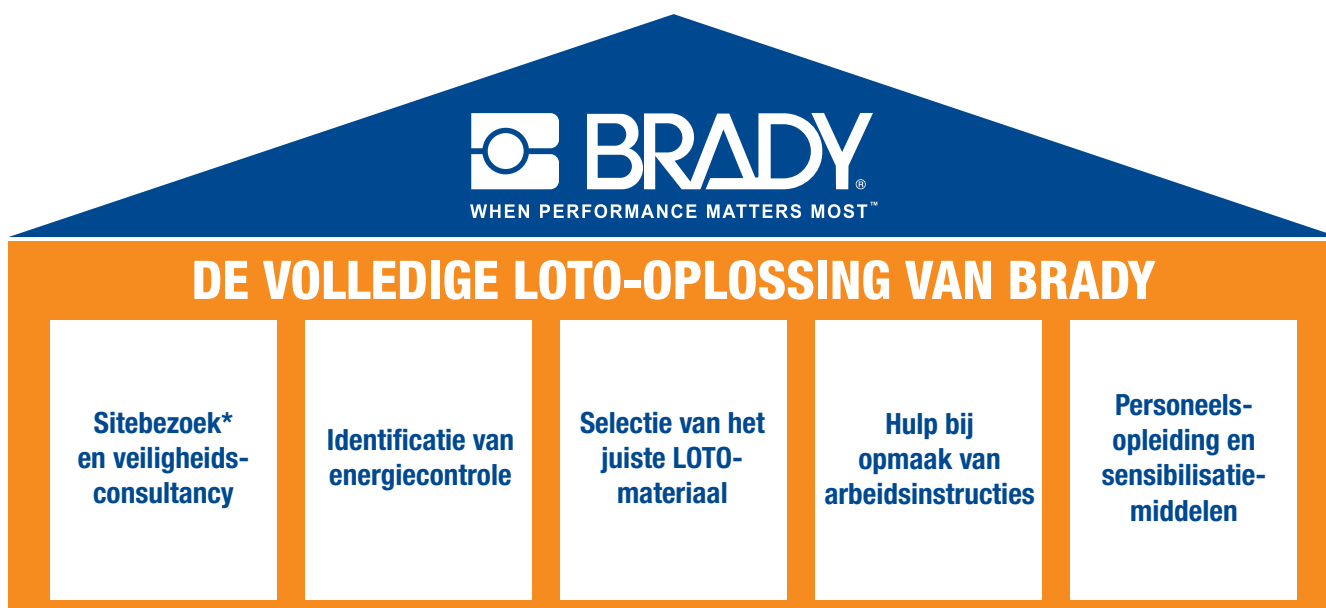 BRADY®
WHEN PERFORMANCE MATTERS MOST™
DE VOLLEDIGE LOTO-OPLOSSING VAN BRADY
Sitebezoek*
en veiligheids-
consultancy
Identificatie van
energiecontrole
Selectie van het
juiste LOTO-
materiaal
Hulp bij
opmaak van
arbeidsinstructies
Personeels-
opleiding en
sensibilisatie-
middelen